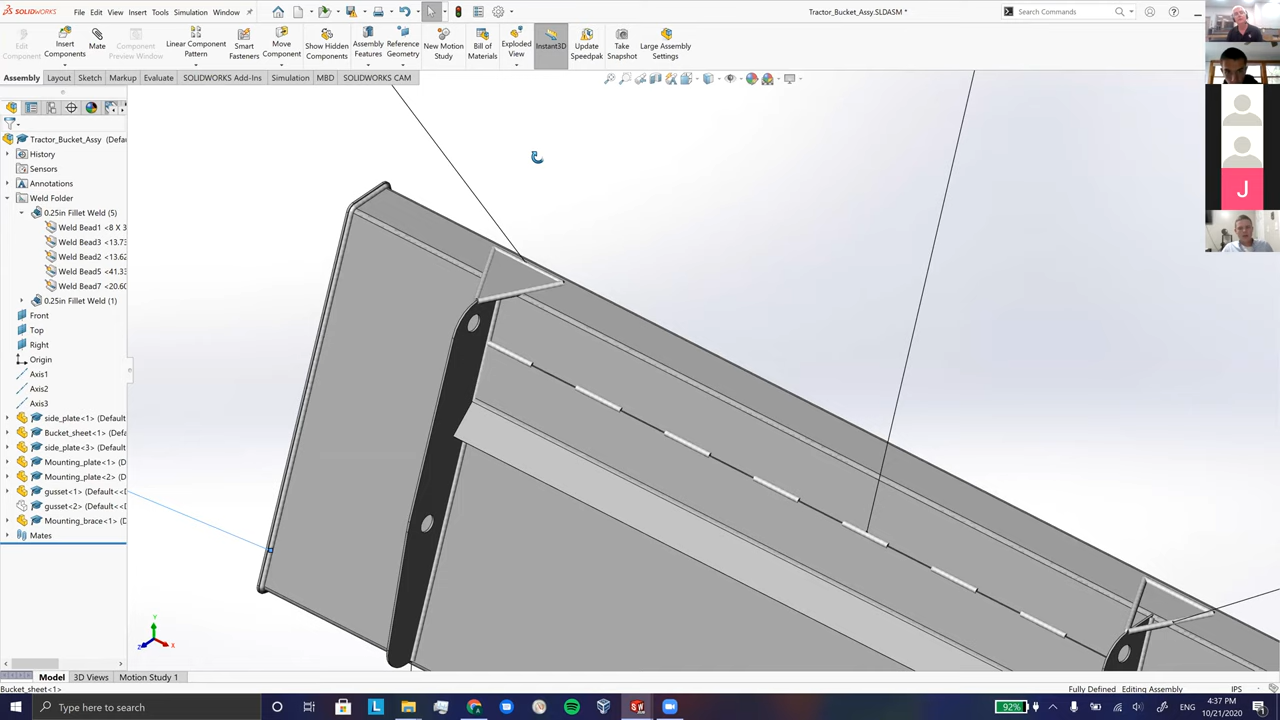 SOLIDWORKS
File Edit View Insert Tools Simulation Window
Tractor_Bucket_Assy.SLDASM *
Search Commands
Edit Component
Insert Components
Mate
Component Preview Window
Linear Component Pattern
Smart Fasteners
Move Component
Show Hidden Components
Assembly Features
Reference Geometry
New Motion Study
Bill of Materials
Exploded View
Instant3D
Update Speedpak
Take Snapshot
Large Assembly Settings
Assembly Layout Sketch Markup Evaluate SOLIDWORKS Add-Ins Simulation MBD SOLIDWORKS CAM
Tractor_Bucket_Assy (Defau
History
Sensors
Annotations
Weld Folder
0.25in Fillet Weld (5)
Weld Bead1 <8 X 3
Weld Bead3 <13.73
Weld Bead2 <13.62
Weld Bead5 <41.33
Weld Bead7 <20.60
0.25in Fillet Weld (1)
Front
Top
Right
Origin
Axis1
Axis2
Axis3
side_plate<1> (Default
Bucket_sheet<1> (Defa
side_plate<3> (Default
Mounting_plate<1> (D
Mounting_plate<2> (D
gusset<1> (Default<<D
gusset<2> (Default<<D
Mounting_brace<1> (D
Mates
J
Y
X
Z
Model 3D Views Motion Study 1
Bucket_sheet<1>
Fully Defined Editing Assembly IPS
Type here to search
92%
4:37 PM
10/21/2020